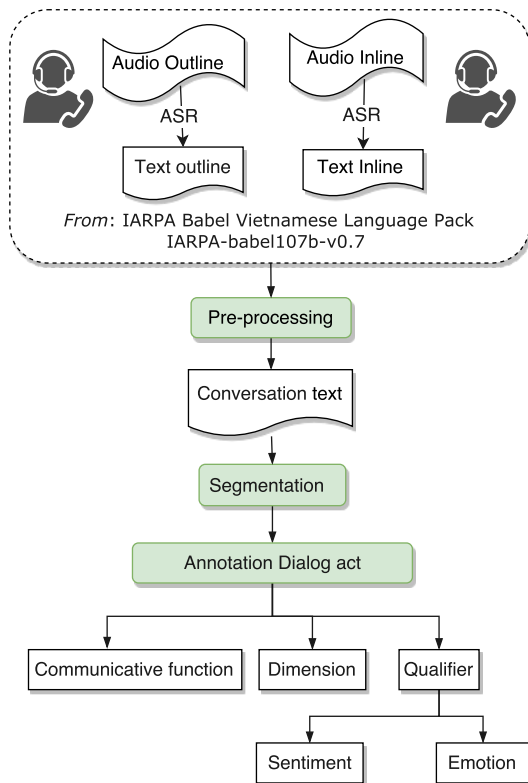 Audio Outline
Audio Inline
ASR
ASR
Text outline
Text Inline
From: IARPA Babel Vietnamese Language Pack
IARPA-babel107b-v0.7
Pre-processing
Conversation text
Segmentation
Annotation Dialog act
Communicative function
Dimension
Qualifier
Sentiment
Emotion